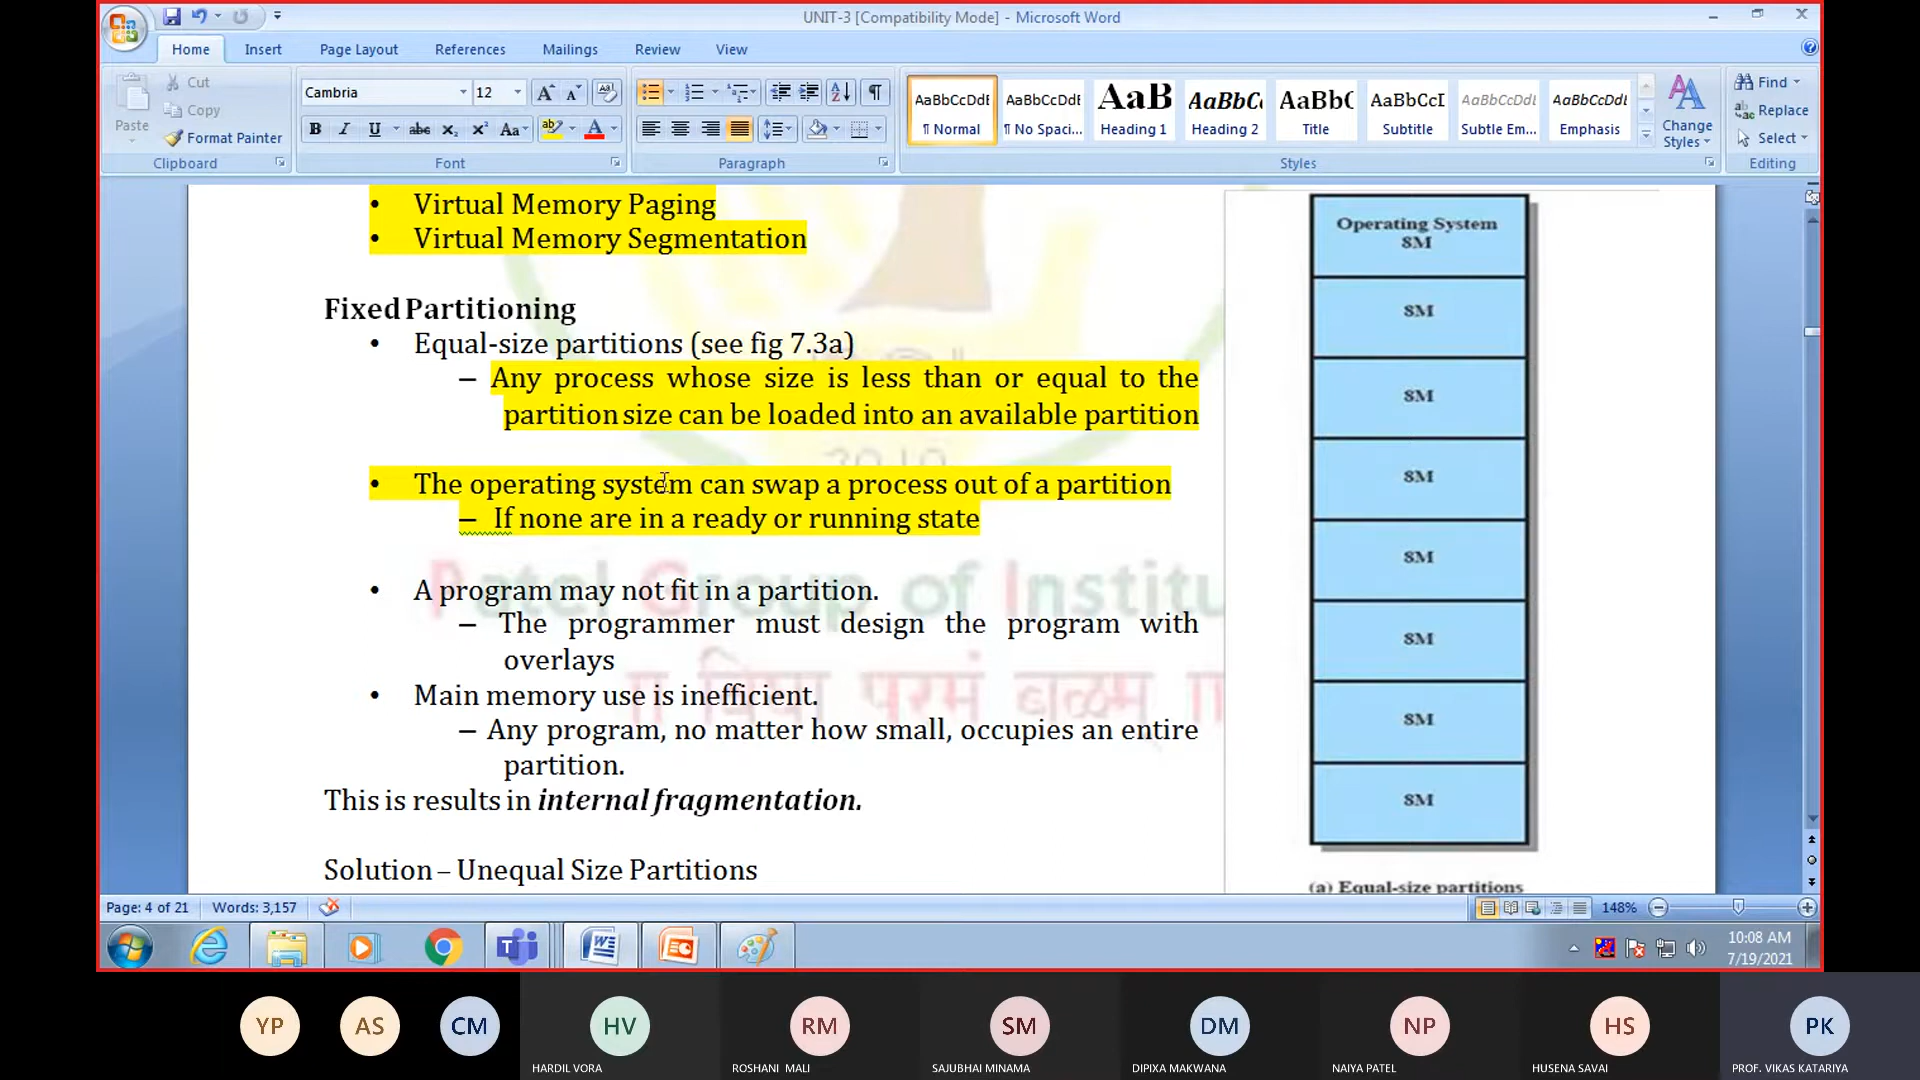 UNIT-3 [Compatibility Mode] - Microsoft Word
Home Insert Page Layout References Mailings Review View
Paste
Cut
Copy
Format Painter
Clipboard
Cambria 12
Font
Paragraph
AaBbCcDdE AaBbCcDdE AaB AaBbCc AaBbC AaBbCcI AaBbCcDdE AaBbCcDdE
¶ Normal ¶ No Spaci... Heading 1 Heading 2 Title Subtitle Subtle Em... Emphasis
Change Styles
Styles
Find
Replace
Select
Editing
• Virtual Memory Paging
• Virtual Memory Segmentation
Fixed Partitioning
• Equal-size partitions (see fig 7.3a)
– Any process whose size is less than or equal to the
partition size can be loaded into an available partition
• The operating system can swap a process out of a partition
– If none are in a ready or running state
• A program may not fit in a partition.
– The programmer must design the program with
overlays
• Main memory use is inefficient.
– Any program, no matter how small, occupies an entire
partition.
This is results in internal fragmentation.
Solution – Unequal Size Partitions
Patel Group of Institu
Operating System
8M
8M
8M
8M
8M
8M
8M
8M
(a) Equal-size partitions
Page: 4 of 21 Words: 3,157
148%
10:08 AM
7/19/2021
YP AS CM HV RM SM DM NP HS PK
HARDIL VORA ROSHANI MALI SAJUBHAI MINAMA DIPIXA MAKWANA NAIYA PATEL HUSENA SAVAI PROF. VIKAS KATARIYA